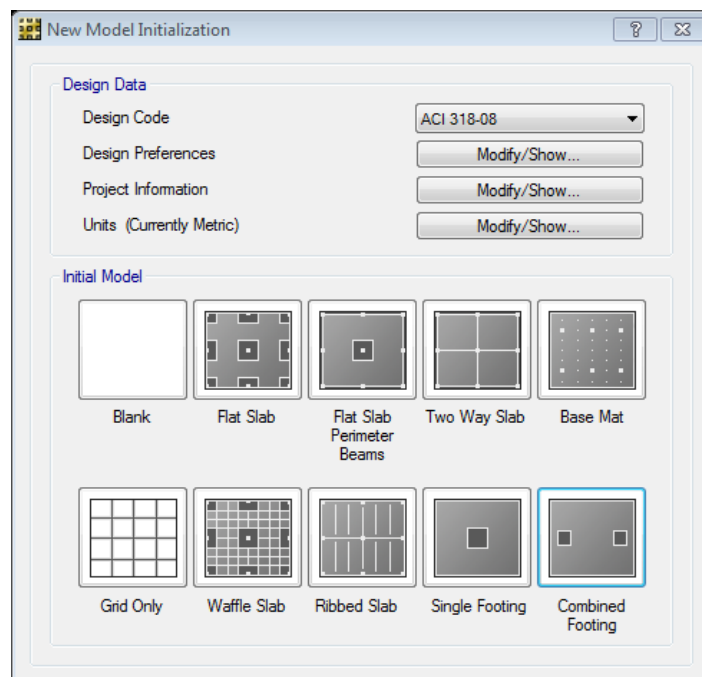 New Model Initialization
Design Data
Design Code ACI 318-08
Design Preferences Modify/Show...
Project Information Modify/Show...
Units (Currently Metric) Modify/Show...
Initial Model
Blank Flat Slab Flat Slab Perimeter Beams Two Way Slab Base Mat
Grid Only Waffle Slab Ribbed Slab Single Footing Combined Footing